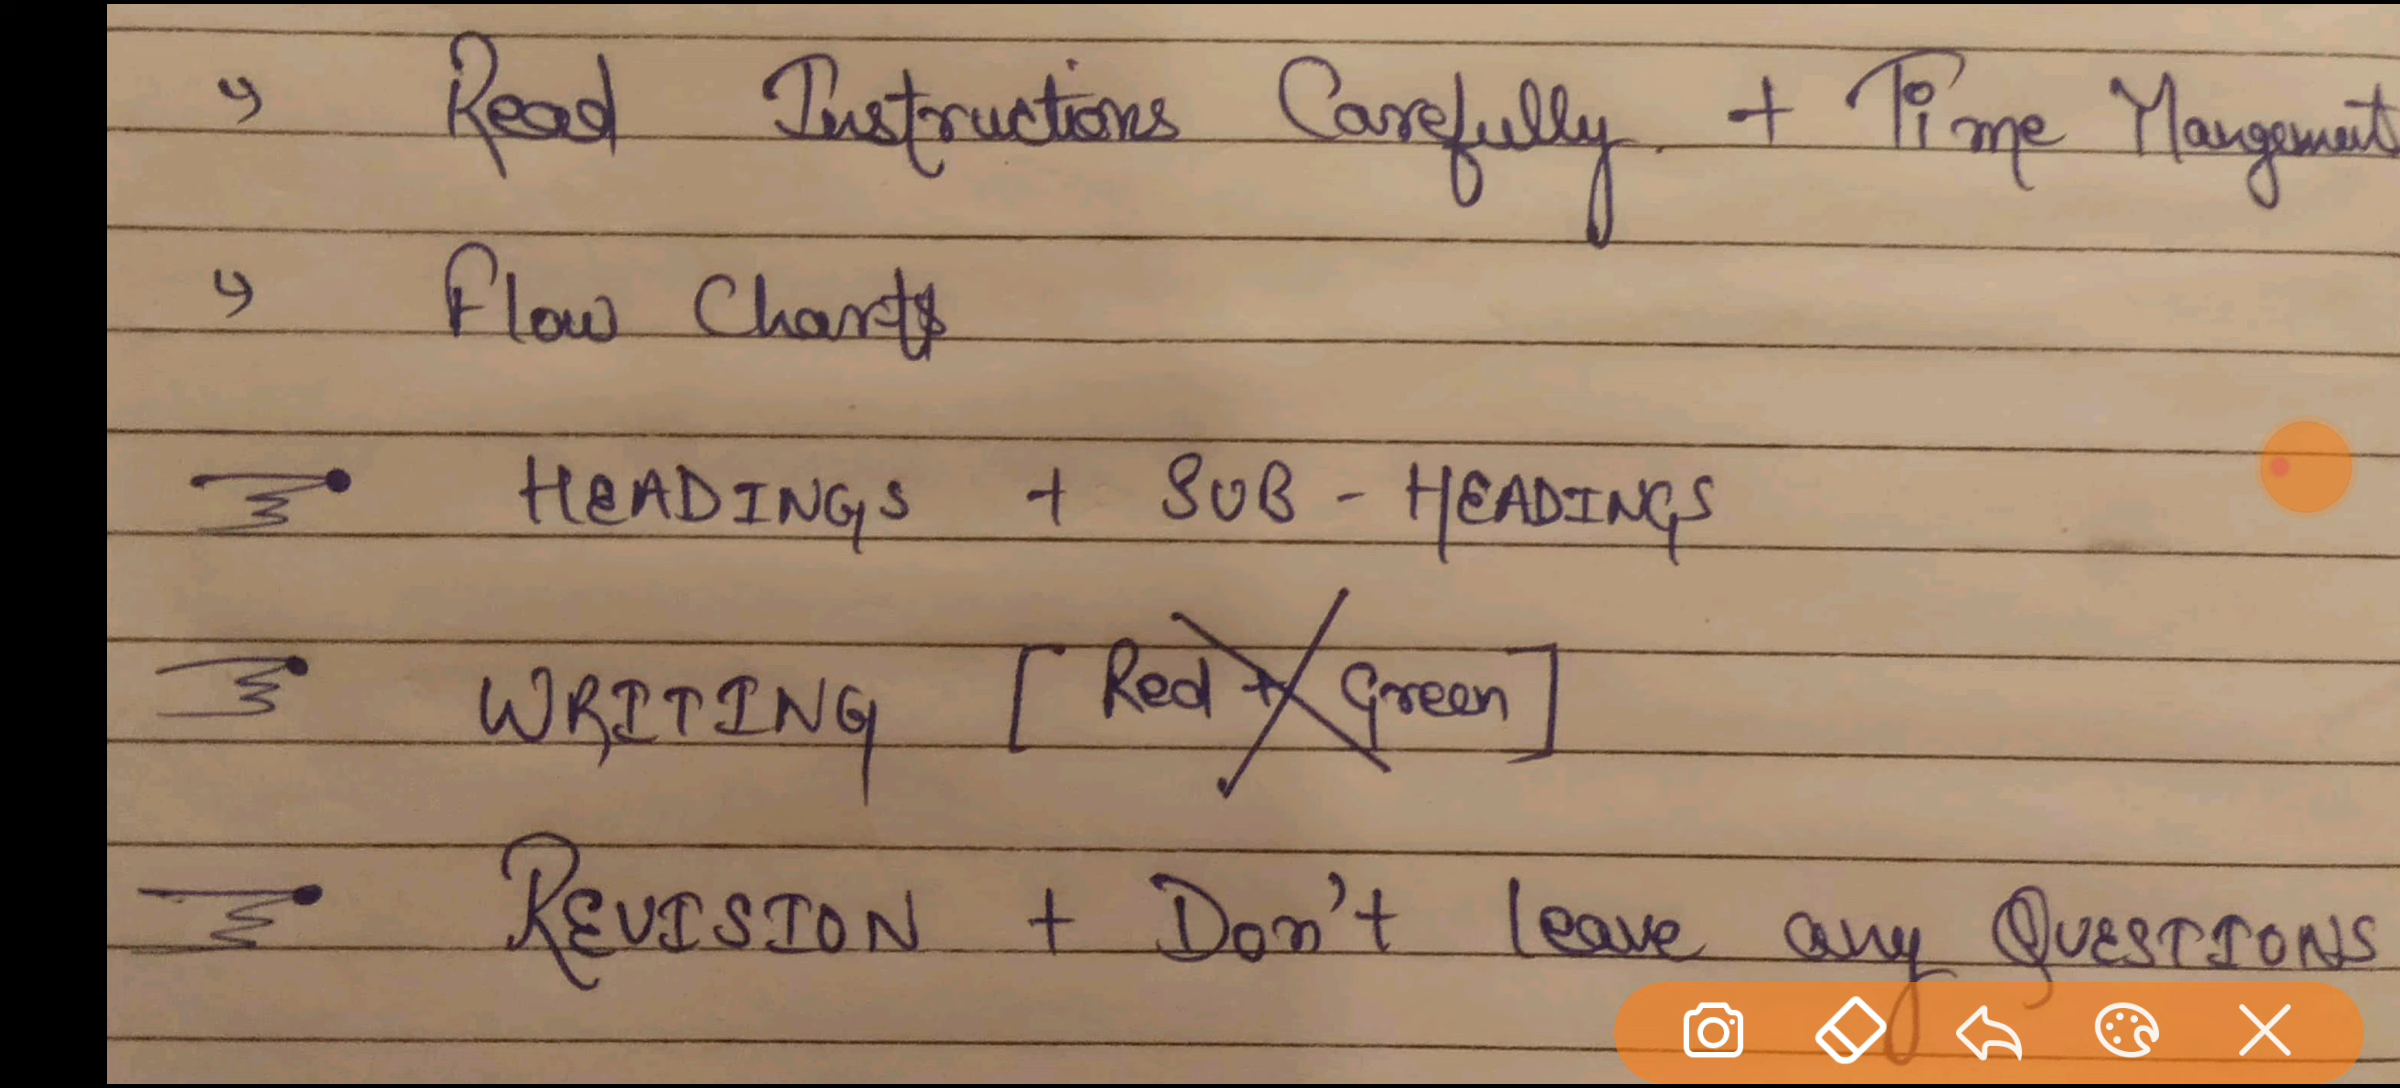 Read Instructions Carefully. + Time Mangement
Flow Charts
HEADINGS + SUB - HEADINGS
WRITING [Red + Green]
REVISION + Don't leave any QUESTIONS